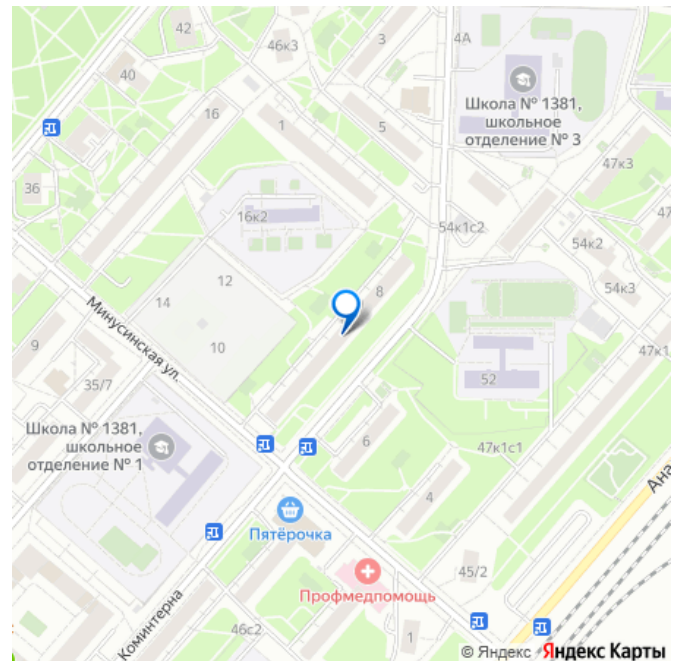 42
46к3
3
4А
40
Школа № 1381,
школьное
отделение № 3
16
1
5
47к3
36
16к2
54к1с2
47
54к2
12
8
54к3
14
Минусинская ул.
10
9
47к1
35/7
52
Школа № 1381,
школьное
отделение № 1
6
47к1с1
4
Ана
Пятёрочка
45/2
Профмедпомощь
Коминтерна
46с2
1
© Яндекс Яндекс Карты